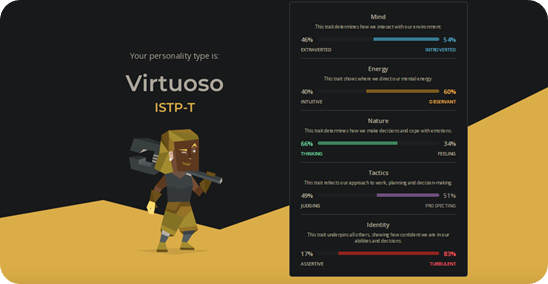 Your personality type is:
Virtuoso
ISTP-T
Mind
This trait determines how we interact with our environment.
46% 54%
EXTRAVERTED INTROVERTED
Energy
This trait shows where we direct our mental energy.
40% 60%
INTUITIVE OBSERVANT
Nature
This trait determines how we make decisions and cope with emotions.
66% 34%
THINKING FEELING
Tactics
This trait reflects our approach to work, planning and decision-making.
49% 51%
JUDGING PROSPECTING
Identity
This trait underpins all others, showing how confident we are in our
abilities and decisions.
17% 83%
ASSERTIVE TURBULENT